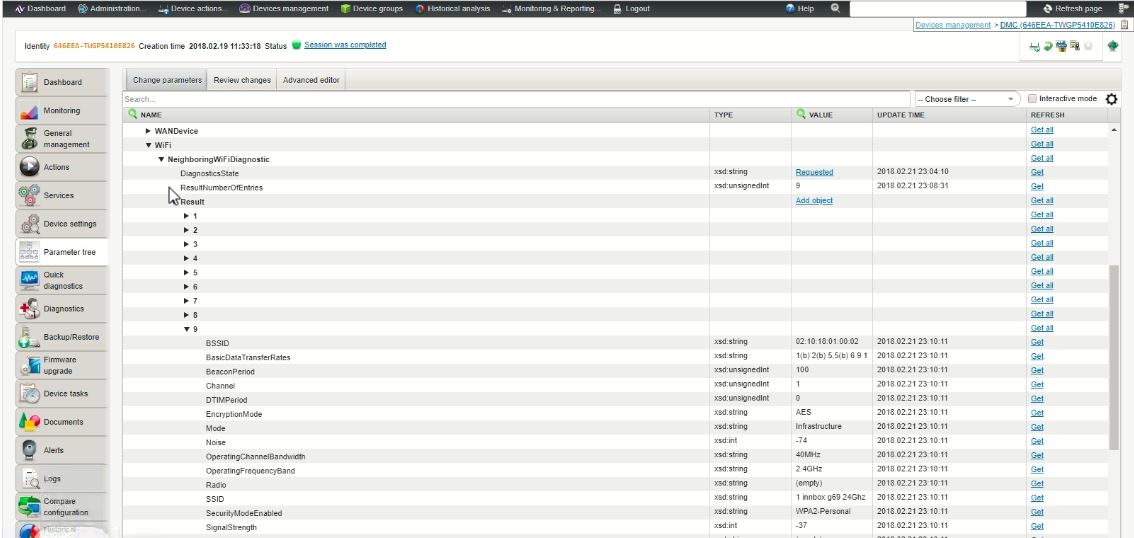 Dashboard Administration... Device actions... Devices management Device groups Historical analysis Monitoring & Reporting... Logout Help Refresh page
Devices management > DMC (646EEA-TWGP5410E826)
Identity 646EEA-TWGP5410E826 Creation time 2018.02.19 11:33:18 Status Session was completed
Dashboard
Monitoring
General
management
Actions
Services
Device settings
Parameter tree
Quick
diagnostics
Diagnostics
Backup/Restore
Firmware
upgrade
Device tasks
Documents
Alerts
Logs
Compare
configuration
Historical
Change parameters Review changes Advanced editor
Search... -- Choose filter -- Interactive mode
NAME TYPE VALUE UPDATE TIME REFRESH
WANDevice Get all
WiFi Get all
NeighboringWiFiDiagnostic Get all
DiagnosticsState xsd:string Requested 2018.02.21 23:04:10 Get
ResultNumberOfEntries xsd:unsignedInt 9 2018.02.21 23:08:31 Get
Result Add object Get all
1 Get all
2 Get all
3 Get all
4 Get all
5 Get all
6 Get all
7 Get all
8 Get all
9 Get all
BSSID xsd:string 02:10:18:01:00:02 2018.02.21 23:10:11 Get
BasicDataTransferRates xsd:string 1(b) 2(b) 5.5(b) 6 9 1 2018.02.21 23:10:11 Get
BeaconPeriod xsd:unsignedInt 100 2018.02.21 23:10:11 Get
Channel xsd:unsignedInt 1 2018.02.21 23:10:11 Get
DTIMPeriod xsd:unsignedInt 0 2018.02.21 23:10:11 Get
EncryptionMode xsd:string AES 2018.02.21 23:10:11 Get
Mode xsd:string Infrastructure 2018.02.21 23:10:11 Get
Noise xsd:int -74 2018.02.21 23:10:11 Get
OperatingChannelBandwidth xsd:string 40MHz 2018.02.21 23:10:11 Get
OperatingFrequencyBand xsd:string 2.4GHz 2018.02.21 23:10:11 Get
Radio xsd:string (empty) 2018.02.21 23:10:11 Get
SSID xsd:string 1 innbox g69 24Ghz 2018.02.21 23:10:11 Get
SecurityModeEnabled xsd:string WPA2-Personal 2018.02.21 23:10:11 Get
SignalStrength xsd:int -37 2018.02.21 23:10:11 Get